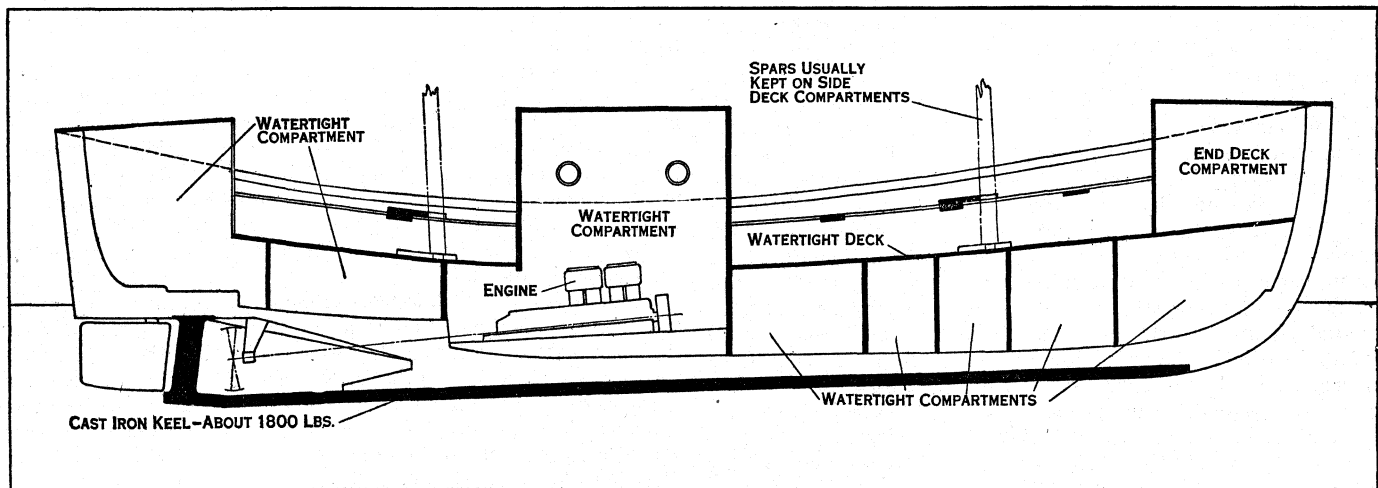 WATERTIGHT
COMPARTMENT
SPARS USUALLY
KEPT ON SIDE
DECK COMPARTMENTS
END DECK
COMPARTMENT
WATERTIGHT
COMPARTMENT
WATERTIGHT DECK
ENGINE
WATERTIGHT COMPARTMENTS
CAST IRON KEEL–ABOUT 1800 LBS.